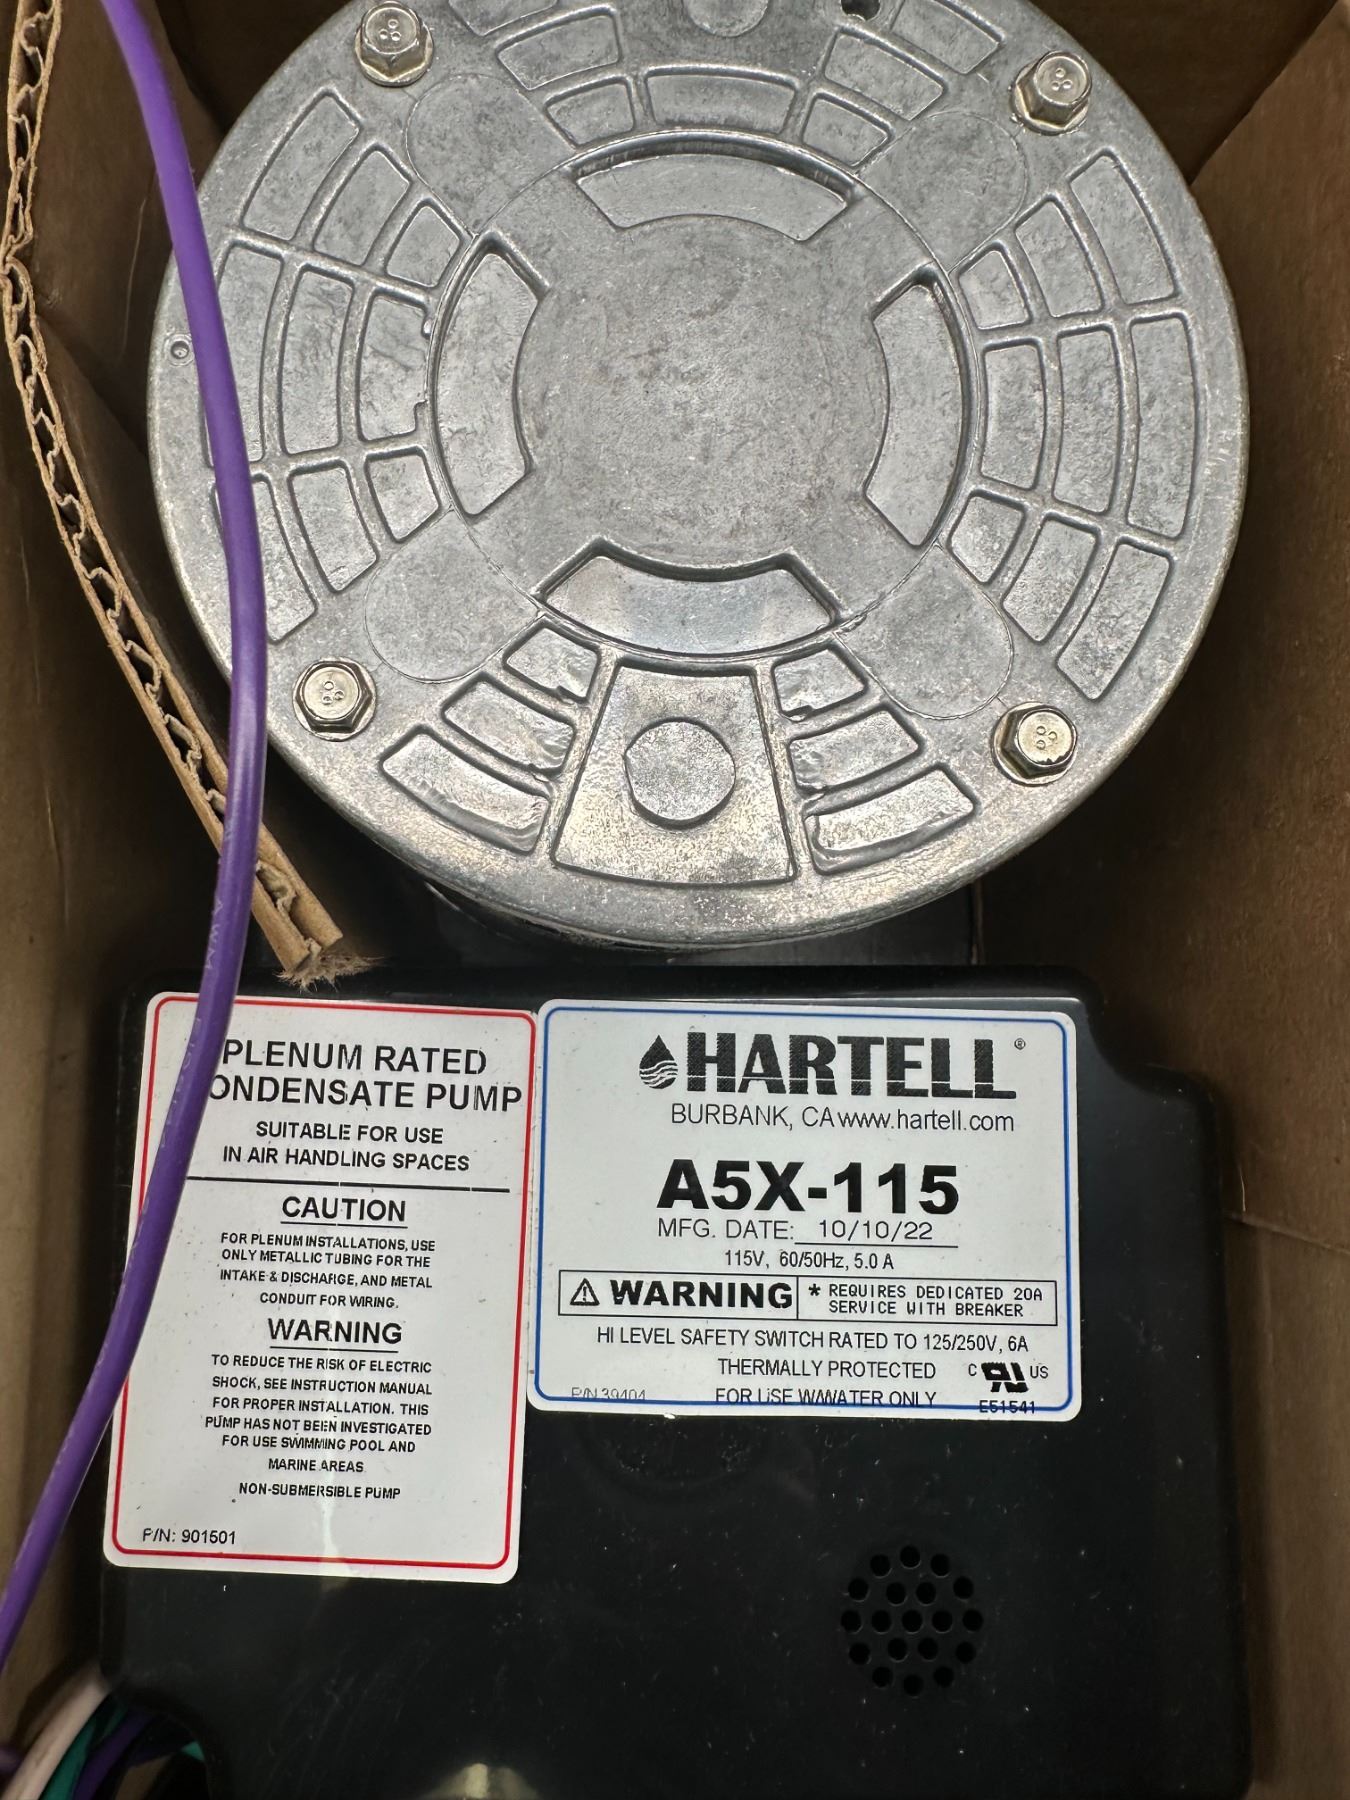 PLENUM RATED
ONDENSATE PUMP
SUITABLE FOR USE
IN AIR HANDLING SPACES
CAUTION
FOR PLENUM INSTALLATIONS, USE
ONLY METALLIC TUBING FOR THE
INTAKE & DISCHARGE, AND METAL
CONDUIT FOR WIRING.
WARNING
TO REDUCE THE RISK OF ELECTRIC
SHOCK, SEE INSTRUCTION MANUAL
FOR PROPER INSTALLATION. THIS
PUMP HAS NOT BEEN INVESTIGATED
FOR USE SWIMMING POOL AND
MARINE AREAS
NON-SUBMERSIBLE PUMP
P/N: 901501
HARTELL®
BURBANK, CA www.hartell.com
A5X-115
MFG. DATE: 10/10/22
115V, 60/50Hz, 5.0 A
⚠ WARNING * REQUIRES DEDICATED 20A
SERVICE WITH BREAKER
HI LEVEL SAFETY SWITCH RATED TO 125/250V, 6A
THERMALLY PROTECTED C US
P/N 39404 FOR USE W/WATER ONLY E51541
AWM